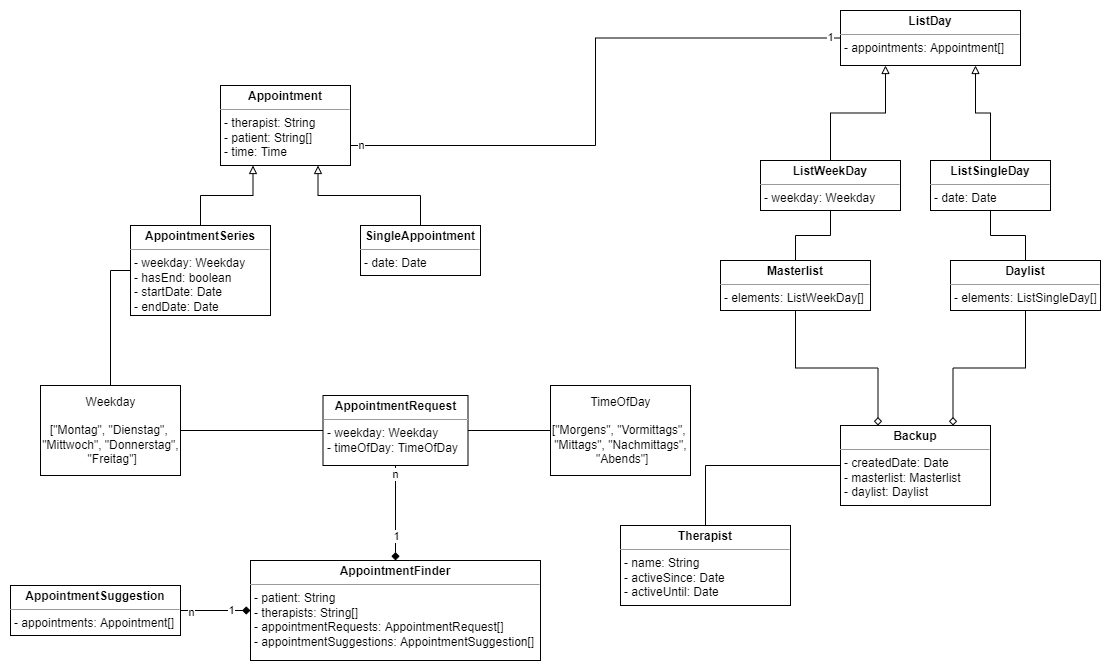 ListDay
- appointments: Appointment[]
1
Appointment
- therapist: String
- patient: String[]
- time: Time
n
ListWeekDay
- weekday: Weekday
ListSingleDay
- date: Date
AppointmentSeries
- weekday: Weekday
- hasEnd: boolean
- startDate: Date
- endDate: Date
SingleAppointment
- date: Date
Masterlist
- elements: ListWeekDay[]
Daylist
- elements: ListSingleDay[]
Weekday
["Montag", "Dienstag",
"Mittwoch", "Donnerstag",
"Freitag"]
AppointmentRequest
- weekday: Weekday
- timeOfDay: TimeOfDay
TimeOfDay
["Morgens", "Vormittags",
"Mittags", "Nachmittags",
"Abends"]
Backup
- createdDate: Date
- masterlist: Masterlist
- daylist: Daylist
n
1
Therapist
- name: String
- activeSince: Date
- activeUntil: Date
AppointmentFinder
- patient: String
- therapists: String[]
- appointmentRequests: AppointmentRequest[]
- appointmentSuggestions: AppointmentSuggestion[]
AppointmentSuggestion
- appointments: Appointment[]
n
1